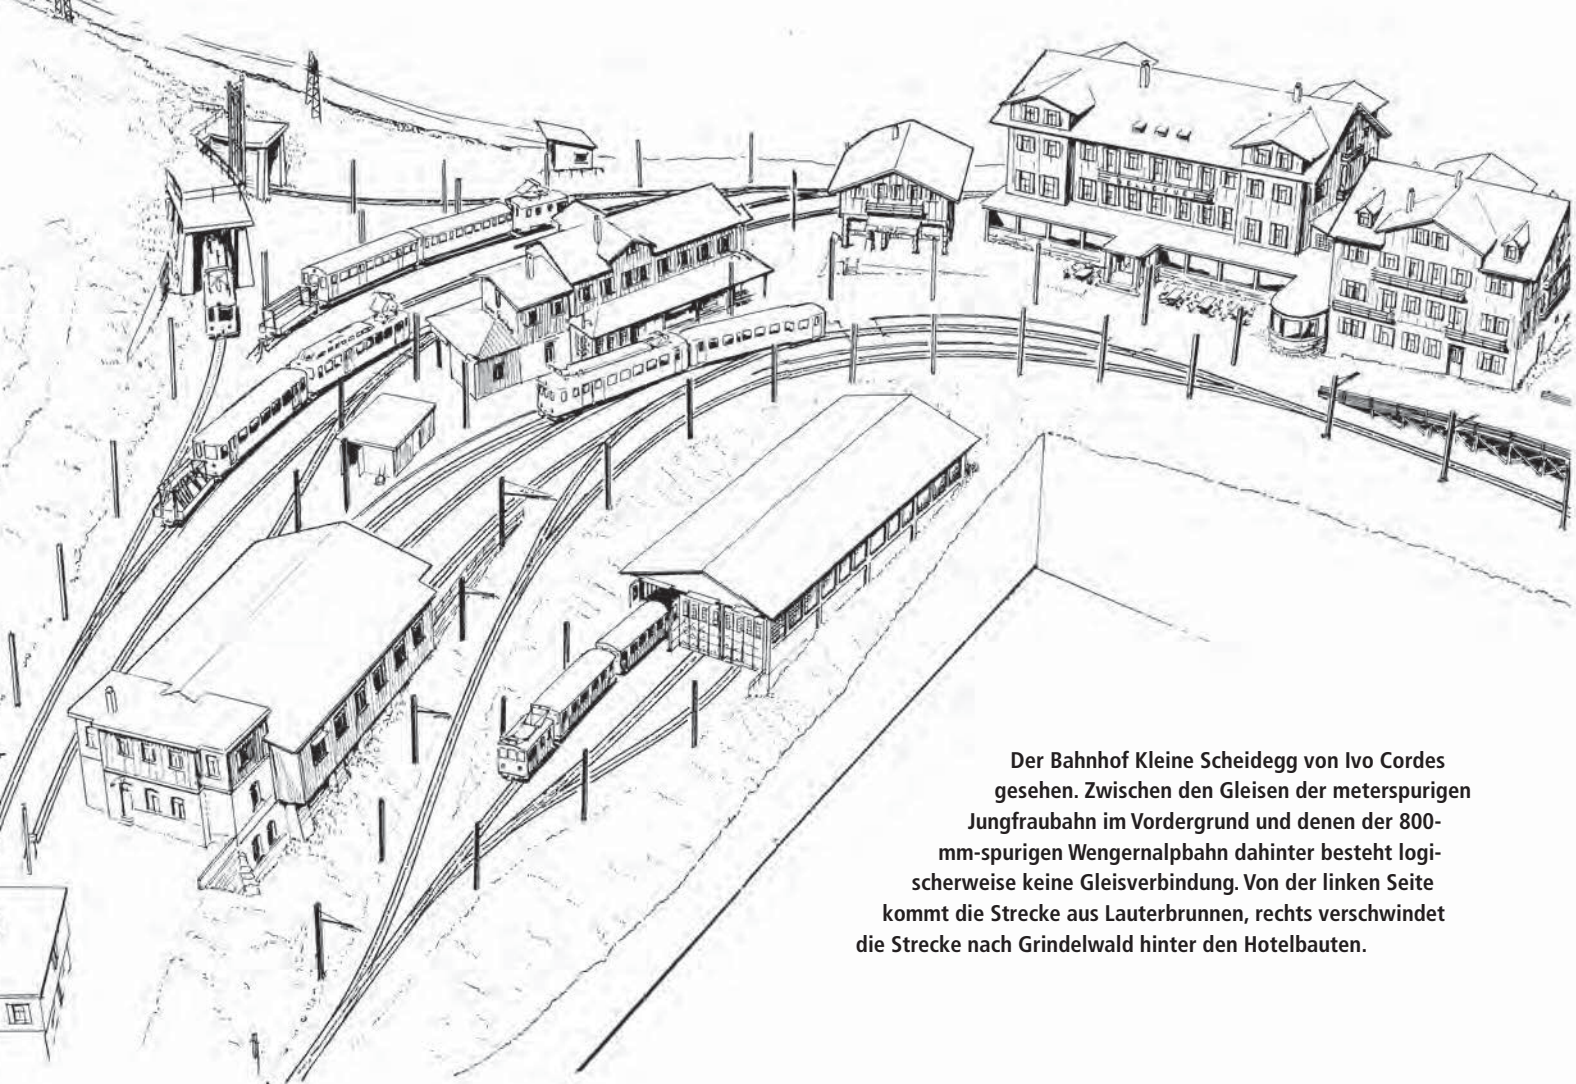 BELLEVUE
Der Bahnhof Kleine Scheidegg von Ivo Cordes
gesehen. Zwischen den Gleisen der meterspurigen
Jungfraubahn im Vordergrund und denen der 800-
mm-spurigen Wengernalpbahn dahinter besteht logi-
scherweise keine Gleisverbindung. Von der linken Seite
kommt die Strecke aus Lauterbrunnen, rechts verschwindet
die Strecke nach Grindelwald hinter den Hotelbauten.